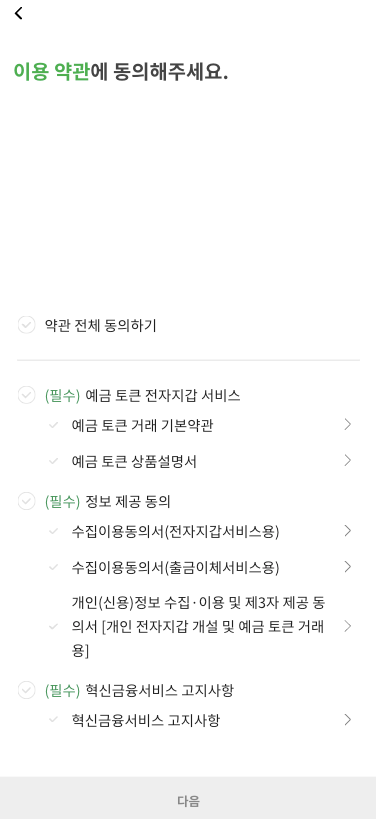 이용 약관에 동의해주세요.
약관 전체 동의하기
(필수) 예금 토큰 전자지갑 서비스
예금 토큰 거래 기본약관
예금 토큰 상품설명서
(필수) 정보 제공 동의
수집이용동의서(전자지갑서비스용)
수집이용동의서(출금이체서비스용)
개인(신용)정보 수집·이용 및 제3자 제공 동
의서 [개인 전자지갑 개설 및 예금 토큰 거래
용]
(필수) 혁신금융서비스 고지사항
혁신금융서비스 고지사항
다음